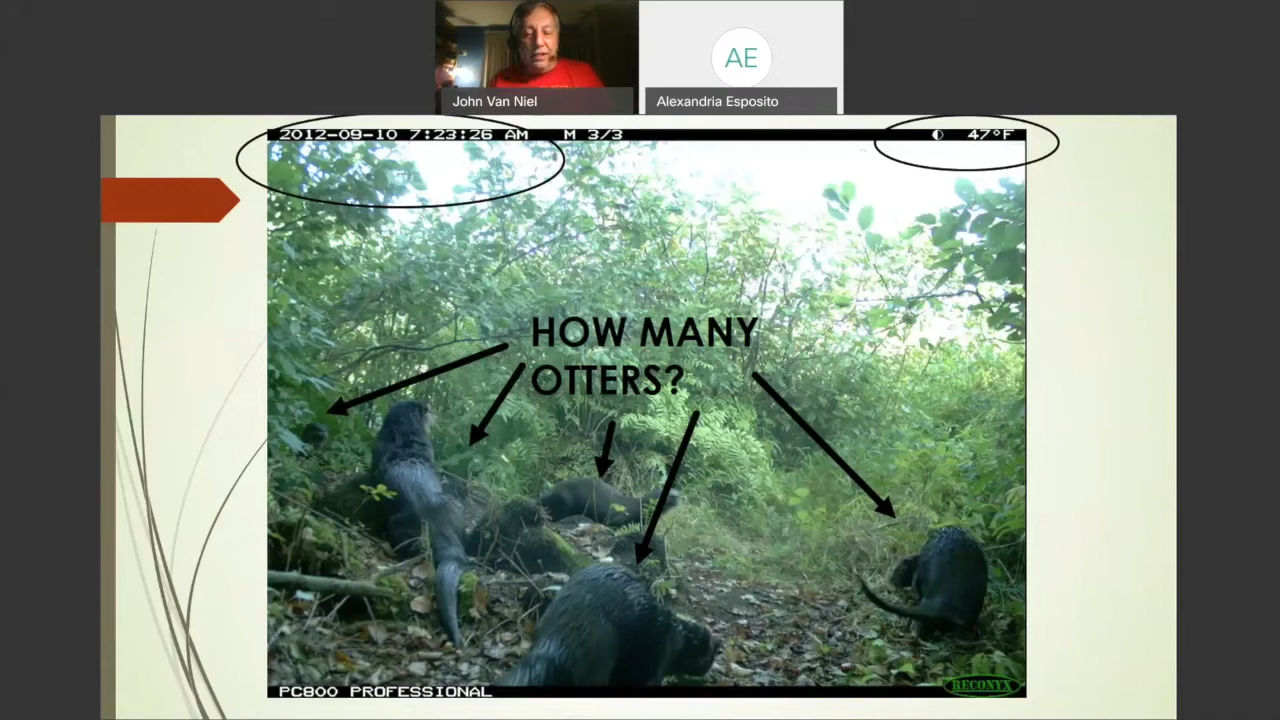 John Van Niel
AE
Alexandria Esposito
2012-09-10 7:23:26 AM M 3/3 47°F
HOW MANY
OTTERS?
PC800 PROFESSIONAL
RECONYX